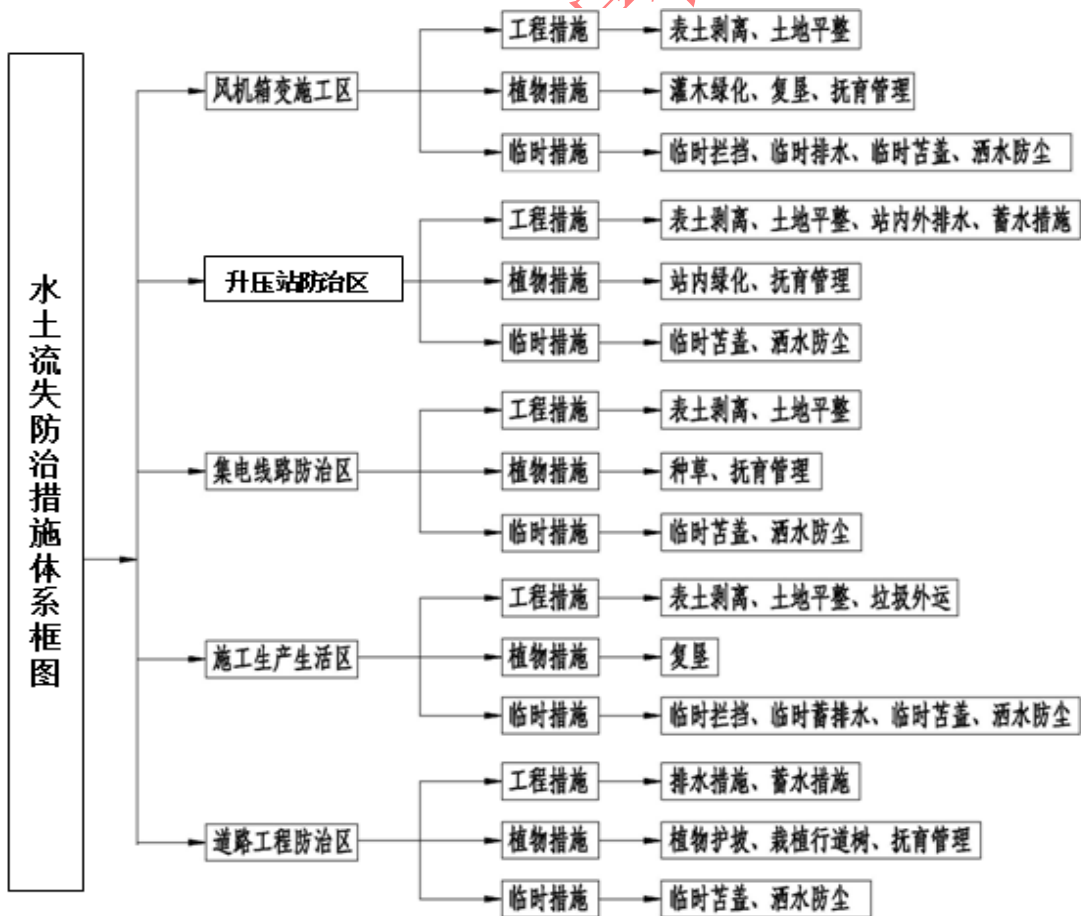 水土流失防治措施体系框图
风机箱变施工区
工程措施
表土剥离、土地平整
植物措施
灌木绿化、复垦、抚育管理
临时措施
临时拦挡、临时排水、临时苫盖、洒水防尘
升压站防治区
工程措施
表土剥离、土地平整、站内外排水、蓄水措施
植物措施
站内绿化、抚育管理
临时措施
临时苫盖、洒水防尘
集电线路防治区
工程措施
表土剥离、土地平整
植物措施
种草、抚育管理
临时措施
临时苫盖、洒水防尘
施工生产生活区
工程措施
表土剥离、土地平整、垃圾外运
植物措施
复垦
临时措施
临时拦挡、临时蓄排水、临时苫盖、洒水防尘
道路工程防治区
工程措施
排水措施、蓄水措施
植物措施
植物护坡、栽植行道树、抚育管理
临时措施
临时苫盖、洒水防尘